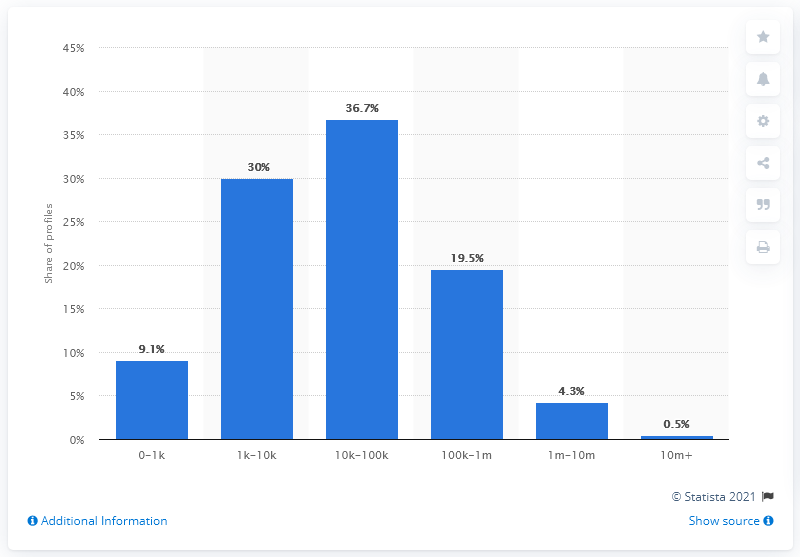 45%
40%
35%
30%
25%
20%
15%
10%
5%
0%
Share of profiles
9.1%
30%
36.7%
19.5%
4.3%
0.5%
0–1k
1k–10k
10k–100k
100k–1m
1m–10m
10m+
© Statista 2021
Additional Information
Show source